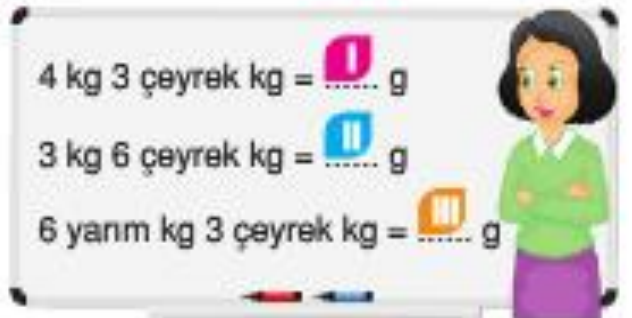 4 kg 3 çeyrek kg = I ...... g
3 kg 6 çeyrek kg = II ...... g
6 yarım kg 3 çeyrek kg = III ...... g